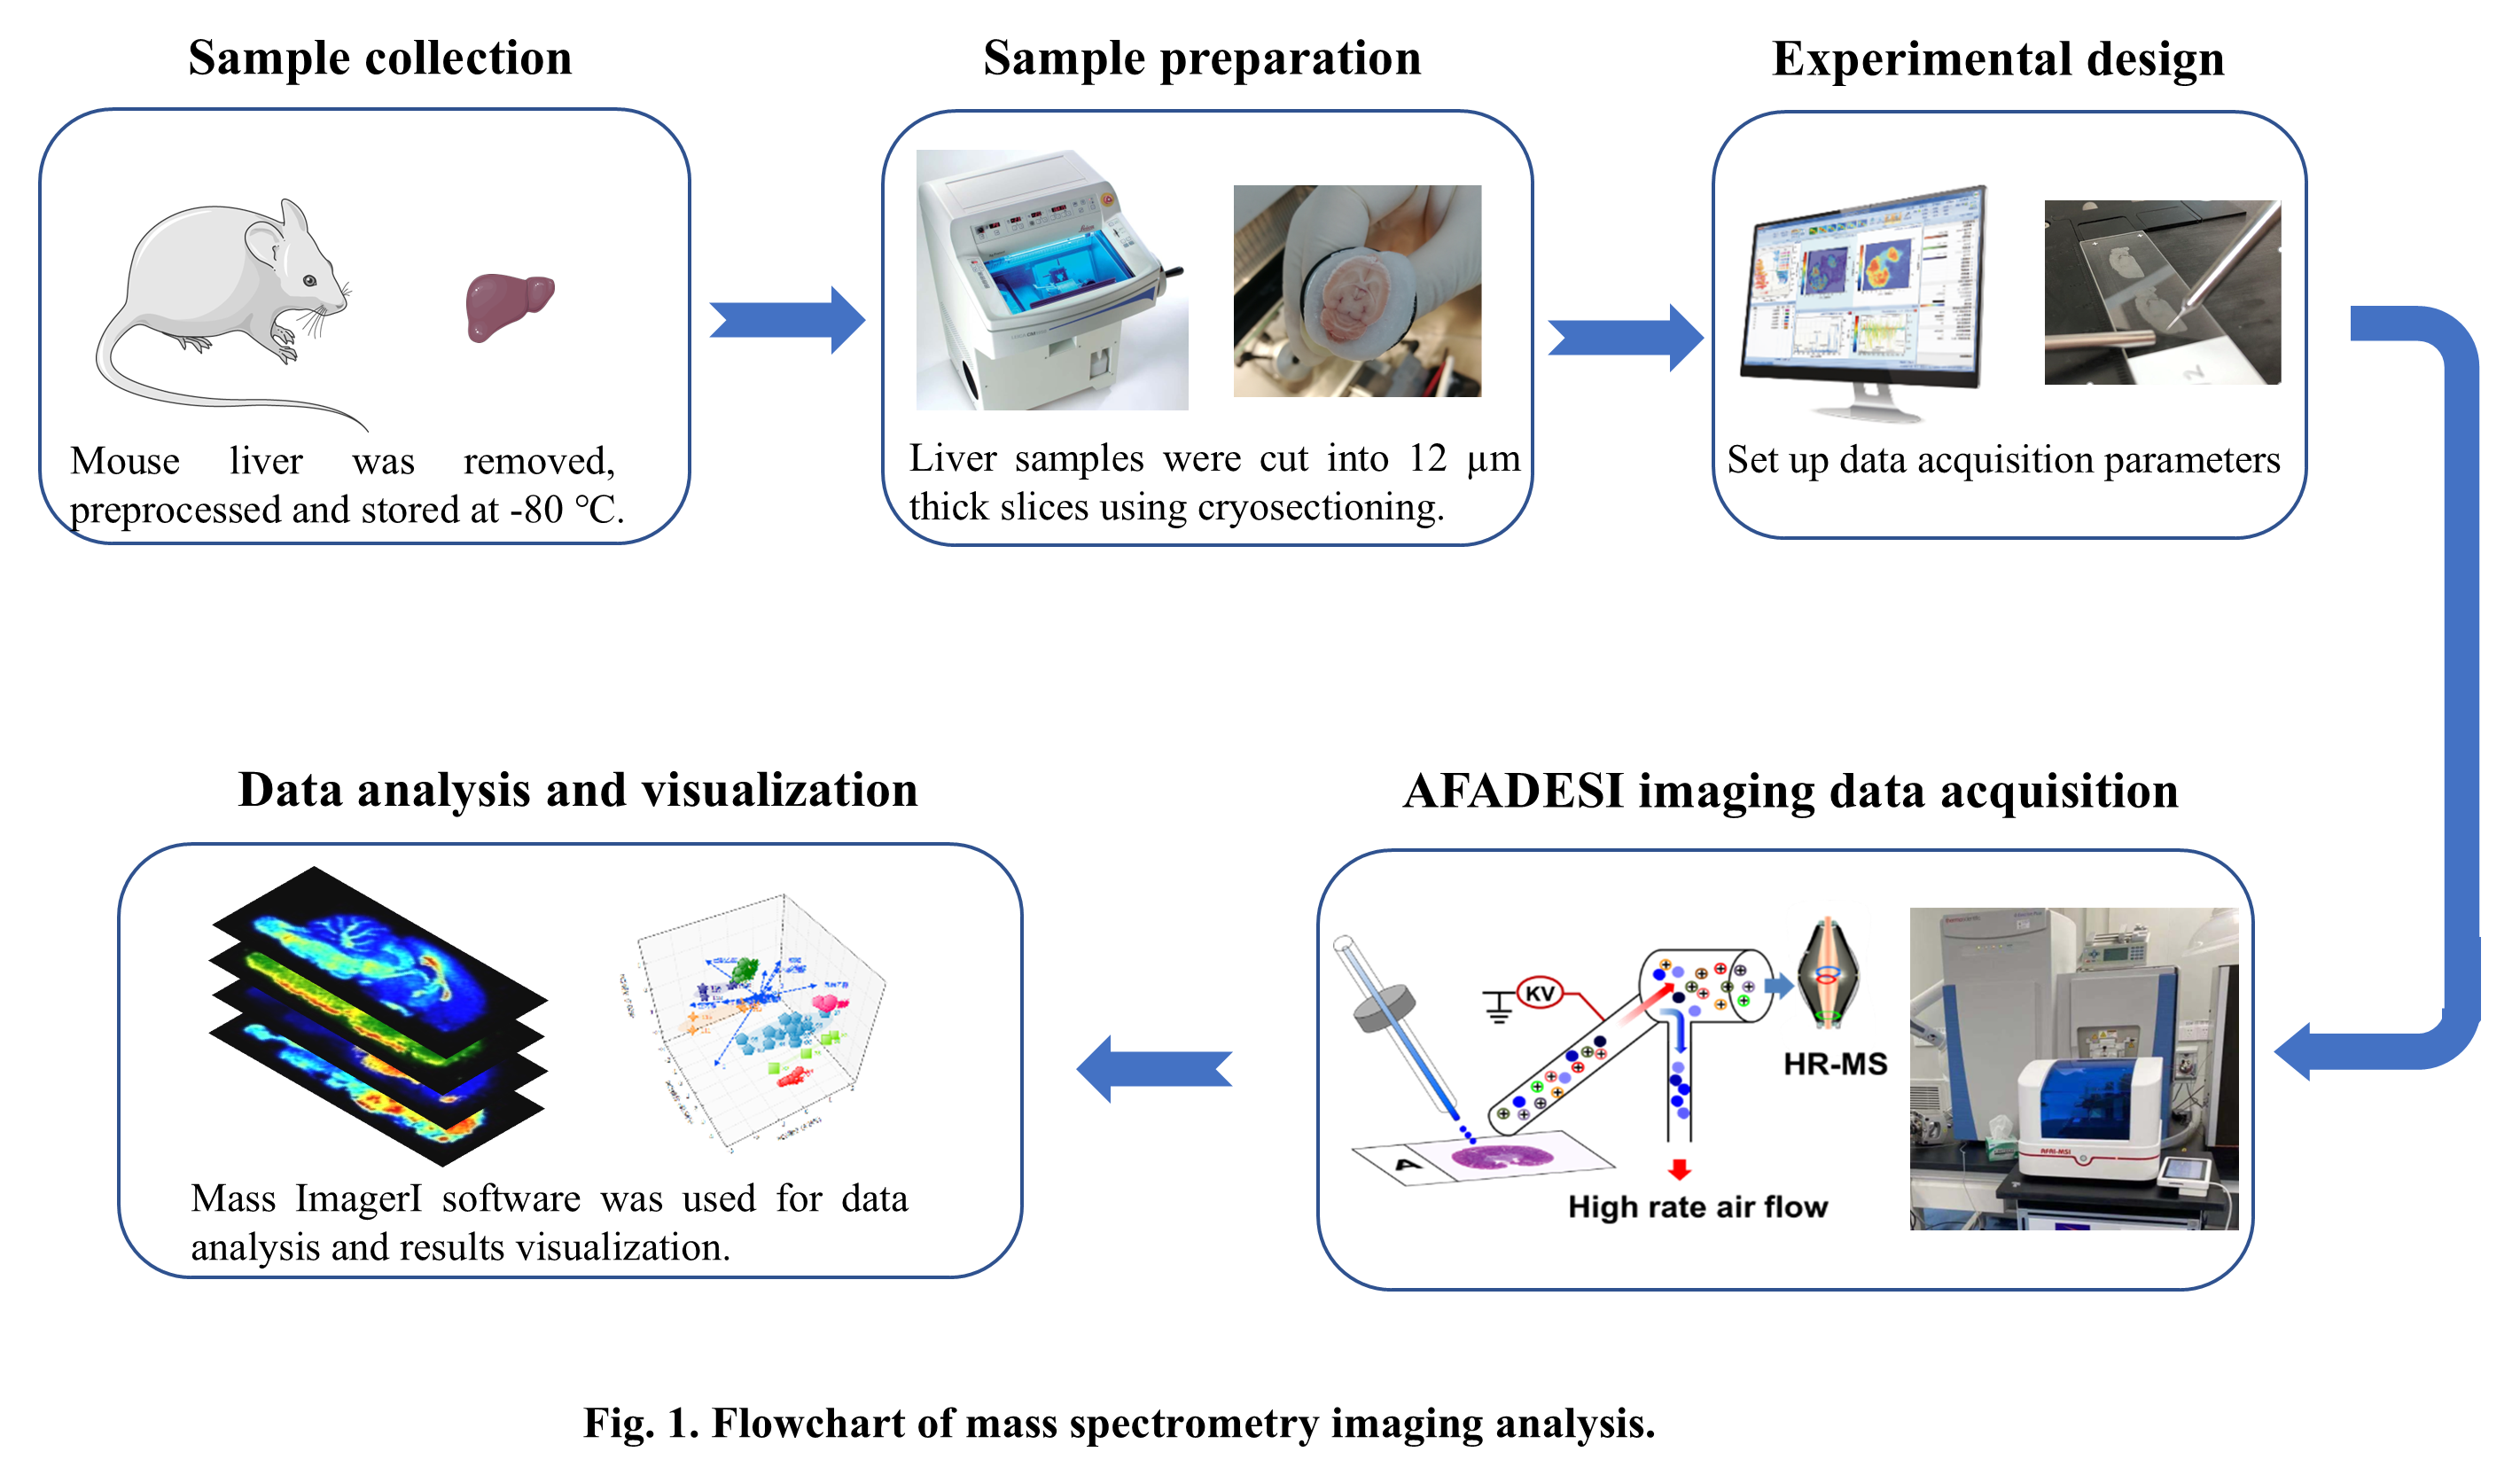 Sample collection
Mouse liver was removed,
preprocessed and stored at -80 °C.
Sample preparation
Liver samples were cut into 12 µm
thick slices using cryosectioning.
Experimental design
2
Set up data acquisition parameters
AFADESI imaging data acquisition
KV
HR-MS
A
High rate air flow
AFAI-MSI
Data analysis and visualization
Mass ImagerI software was used for data
analysis and results visualization.
Fig. 1. Flowchart of mass spectrometry imaging analysis.